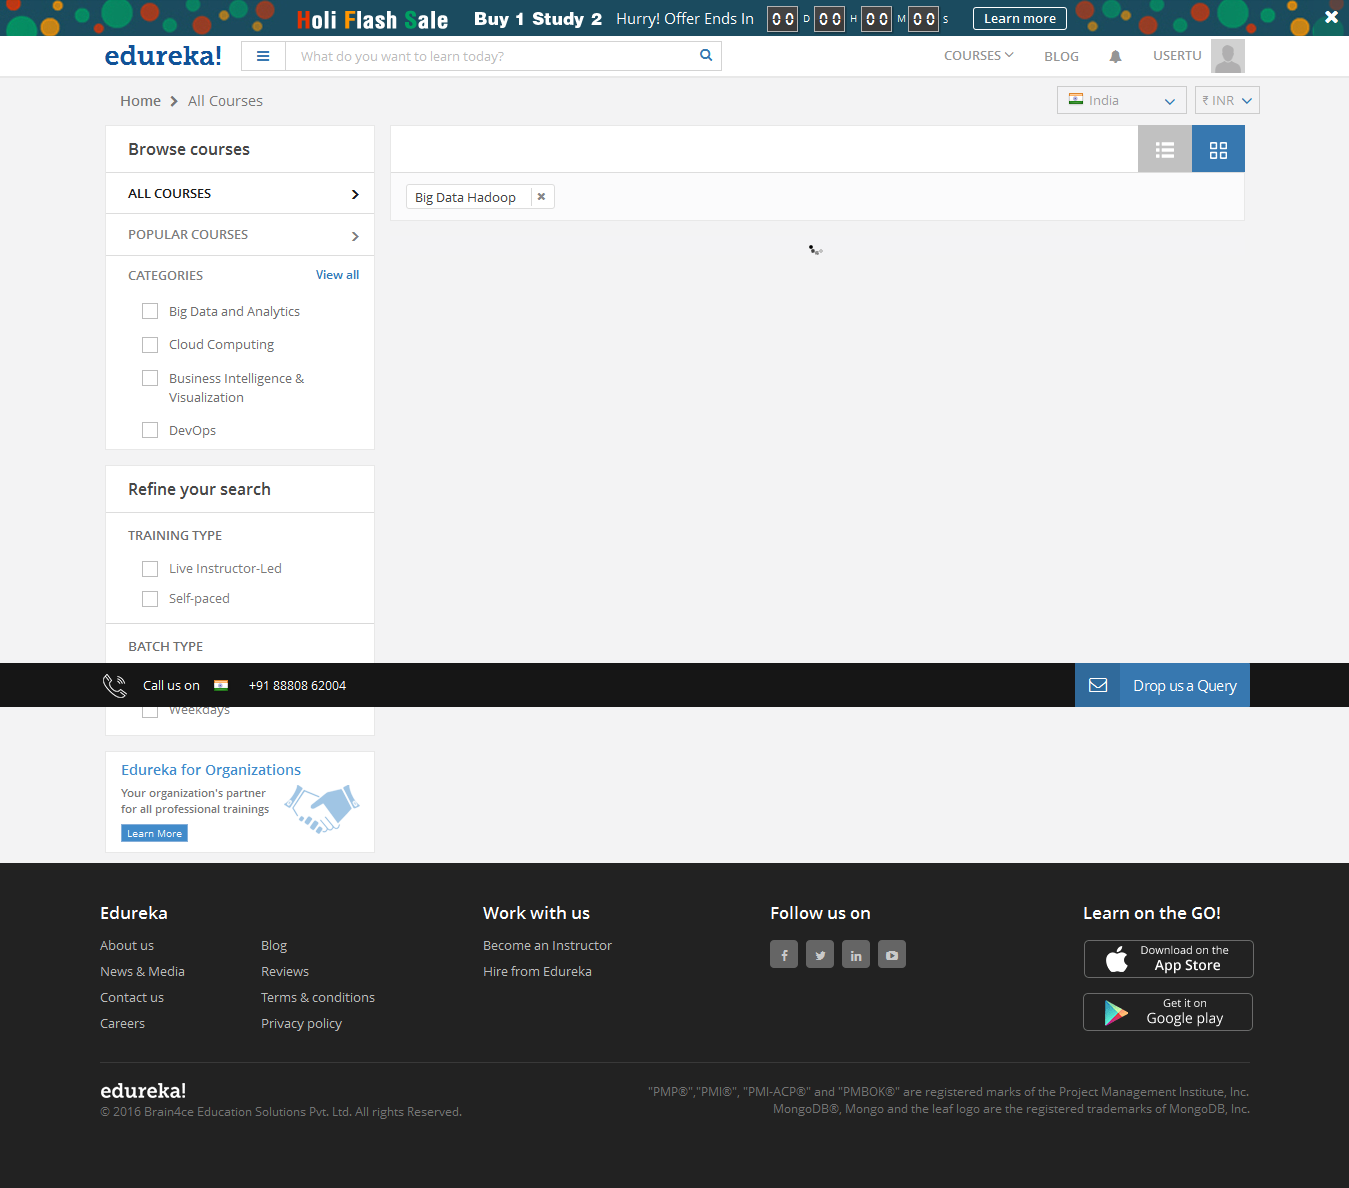 Holi Flash Sale Buy 1 Study 2 Hurry! Offer Ends In 00 D 00 H 00 M 00 S Learn more
edureka! What do you want to learn today? COURSES BLOG USERTU
Home All Courses India ₹ INR
Browse courses
ALL COURSES
POPULAR COURSES
CATEGORIES View all
Big Data and Analytics
Cloud Computing
Business Intelligence &
Visualization
DevOps
Big Data Hadoop
Refine your search
TRAINING TYPE
Live Instructor-Led
Self-paced
BATCH TYPE
Call us on +91 88808 62004 Drop us a Query
Weekdays
Edureka for Organizations
Your organization's partner
for all professional trainings
Learn More
Edureka
About us
News & Media
Contact us
Careers
Blog
Reviews
Terms & conditions
Privacy policy
Work with us
Become an Instructor
Hire from Edureka
Follow us on
Learn on the GO!
Download on the
App Store
Get it on
Google play
edureka!
© 2016 Brain4ce Education Solutions Pvt. Ltd. All rights Reserved.
"PMP®","PMI®", "PMI-ACP®" and "PMBOK®" are registered marks of the Project Management Institute, Inc.
MongoDB®, Mongo and the leaf logo are the registered trademarks of MongoDB, Inc.